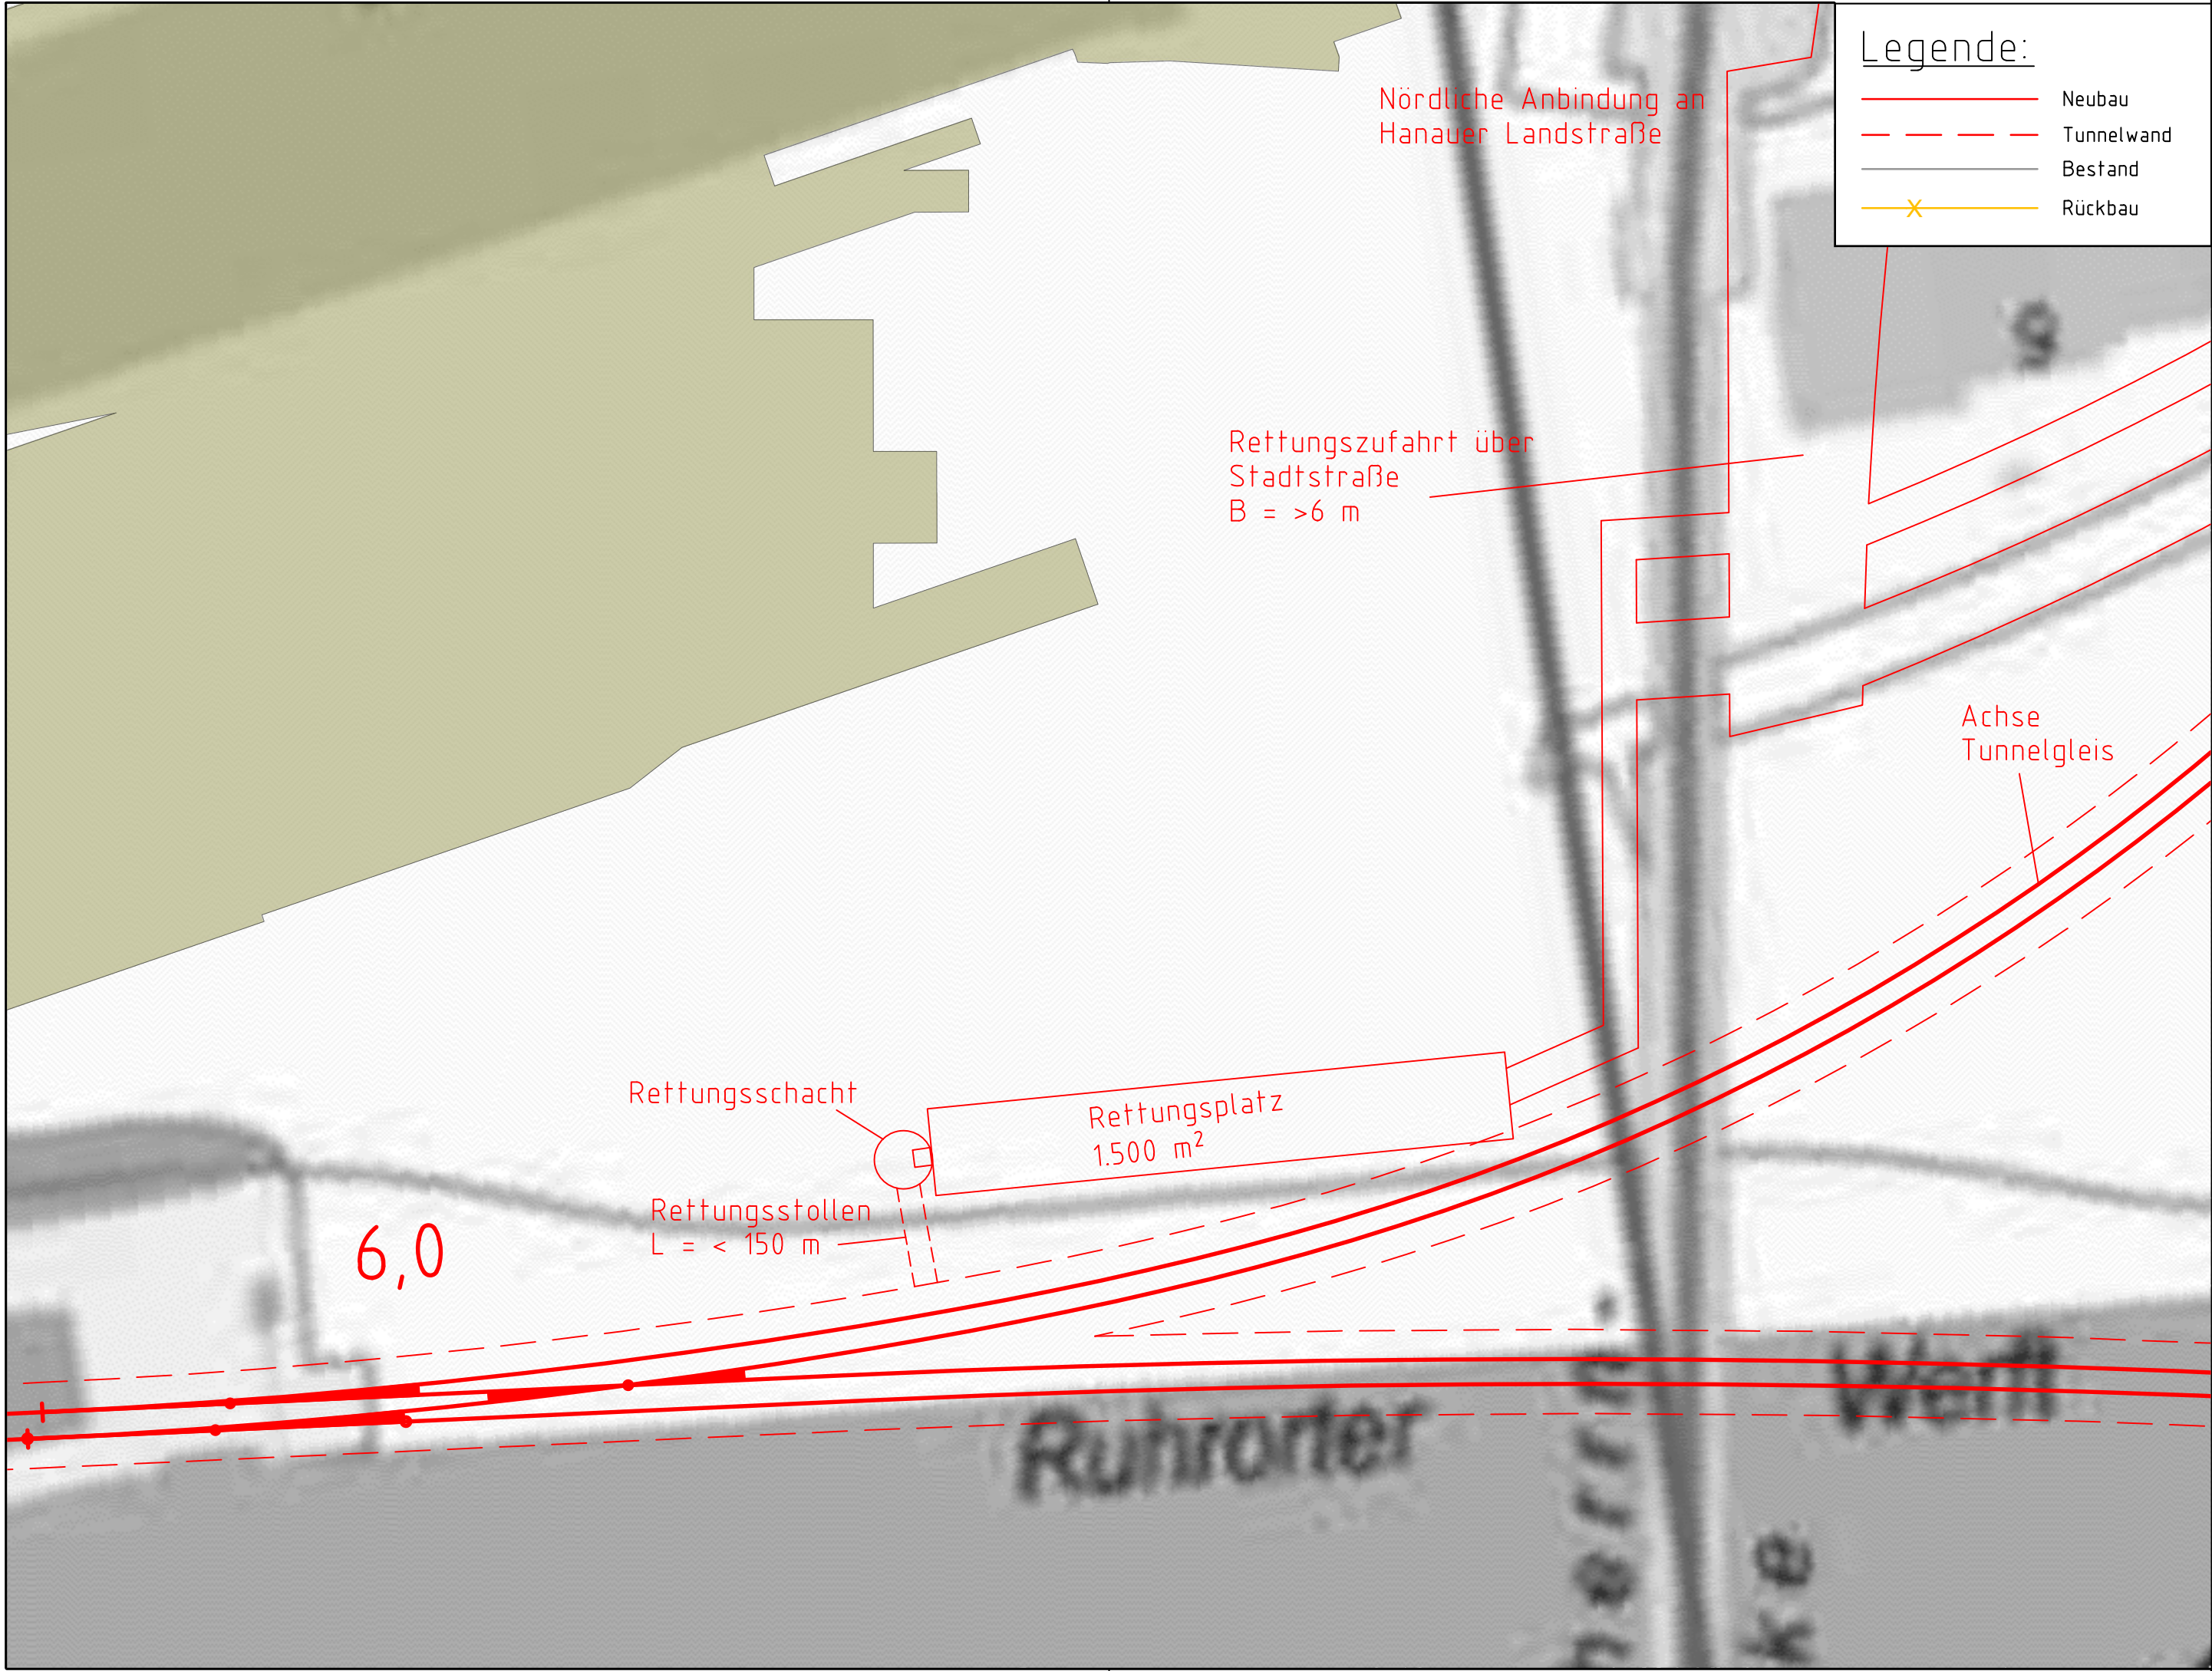 Legende:
Neubau
Tunnelwand
Bestand
Rückbau
Nördliche Anbindung an
Hanauer Landstraße
Rettungszufahrt über
Stadtstraße
B = >6 m
Achse
Tunnelgleis
Rettungsschacht
Rettungsplatz
1.500 m²
Rettungsstollen
L = < 150 m
6,0
Ruhrorter
Werft